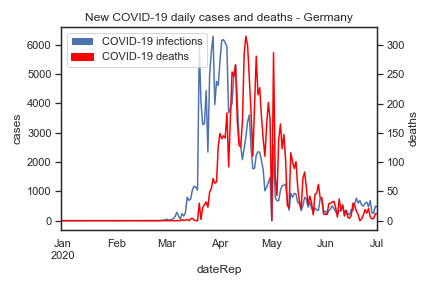 New COVID-19 daily cases and deaths - Germany
COVID-19 infections
COVID-19 deaths
6000
5000
4000
3000
2000
1000
0
cases
300
250
200
150
100
50
0
deaths
Jan Feb Mar Apr May Jun Jul
2020
dateRep